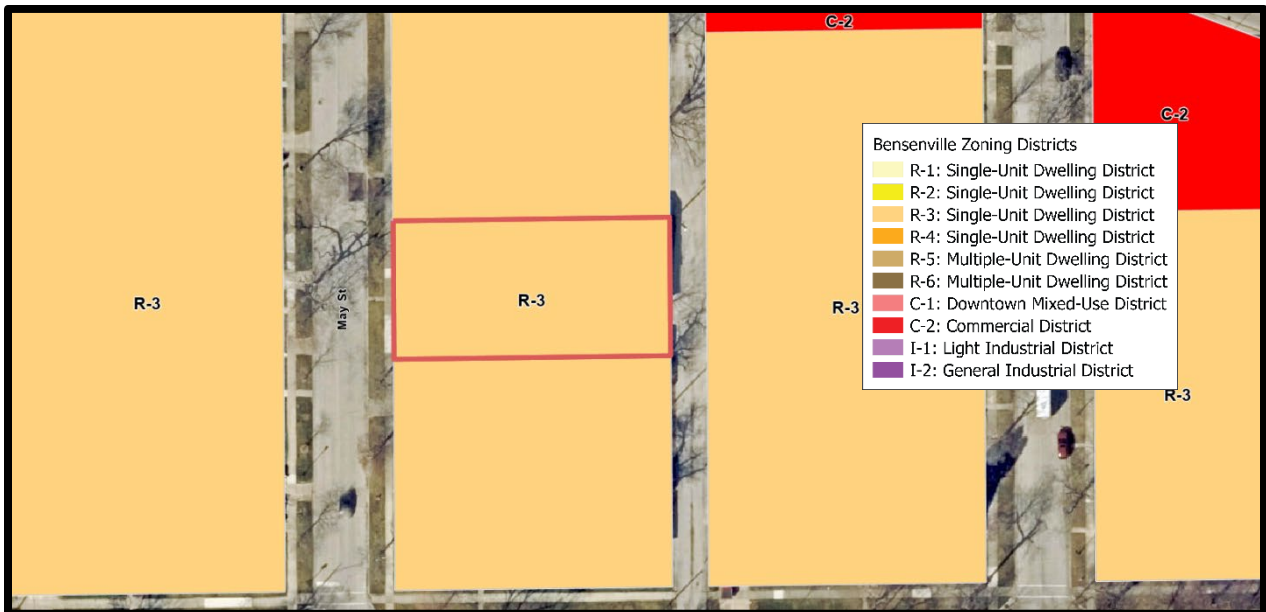 C-2
C-2
Bensenville Zoning Districts
R-1: Single-Unit Dwelling District
R-2: Single-Unit Dwelling District
R-3: Single-Unit Dwelling District
R-4: Single-Unit Dwelling District
R-5: Multiple-Unit Dwelling District
R-6: Multiple-Unit Dwelling District
C-1: Downtown Mixed-Use District
C-2: Commercial District
I-1: Light Industrial District
I-2: General Industrial District
R-3
May St
R-3
R-3
R-3